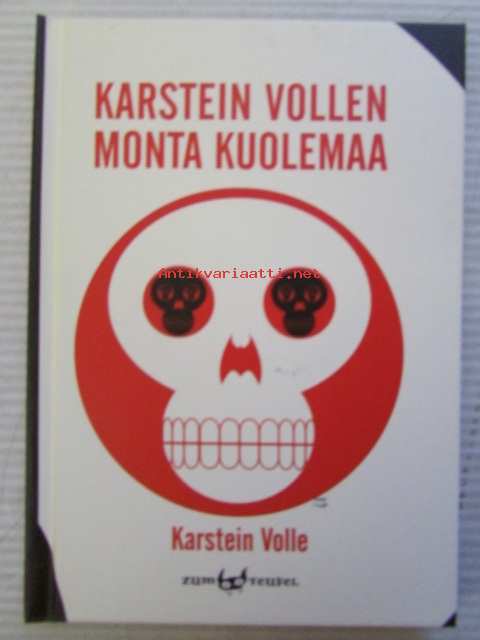 KARSTEIN VOLLEN
MONTA KUOLEMAA
Antikvariaatti.net
Karstein Volle
ZUM TEUFEL